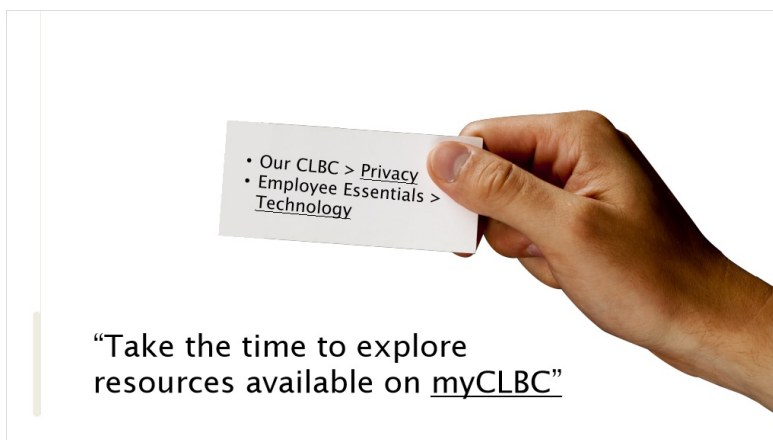 • Our CLBC > Privacy
• Employee Essentials >
Technology
“Take the time to explore
resources available on myCLBC”